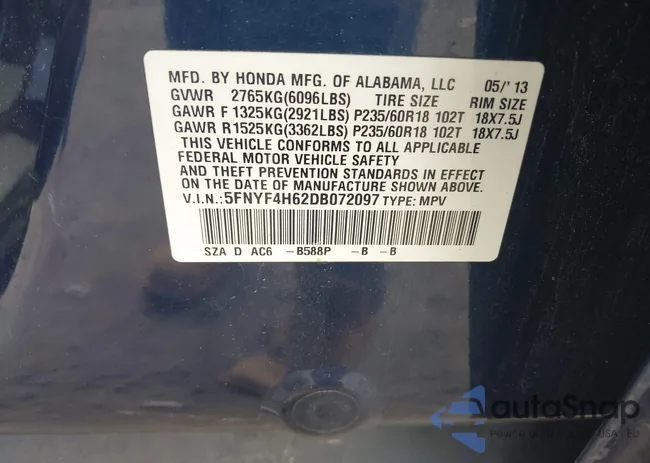 MFD. BY HONDA MFG. OF ALABAMA, LLC 05/'13
GVWR 2765KG(6096LBS) TIRE SIZE RIM SIZE
GAWR F 1325KG(2921LBS) P235/60R18 102T 18X7.5J
GAWR R1525KG(3362LBS) P235/60R18 102T 18X7.5J
THIS VEHICLE CONFORMS TO ALL APPLICABLE
FEDERAL MOTOR VEHICLE SAFETY
AND THEFT PREVENTION STANDARDS IN EFFECT
ON THE DATE OF MANUFACTURE SHOWN ABOVE.
V.I.N.:5FNYF4H62DB072097 TYPE: MPV
SZA D AC6 -B588P -B -B
autoSnap
USA | EU